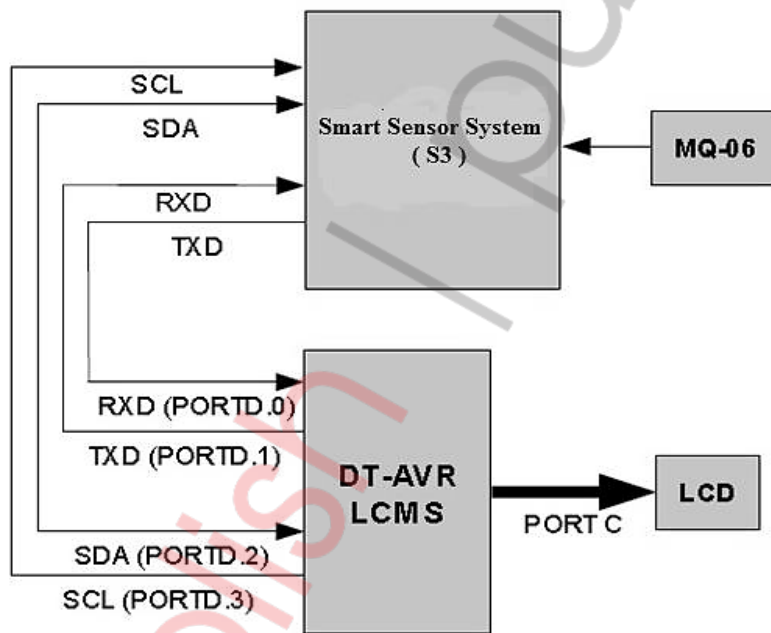 SCL
SDA
Smart Sensor System
( S3 )
MQ-06
RXD
TXD
RXD (PORTD.0)
TXD (PORTD.1)
DT-AVR
LCMS
LCD
PORT C
SDA (PORTD.2)
SCL (PORTD.3)